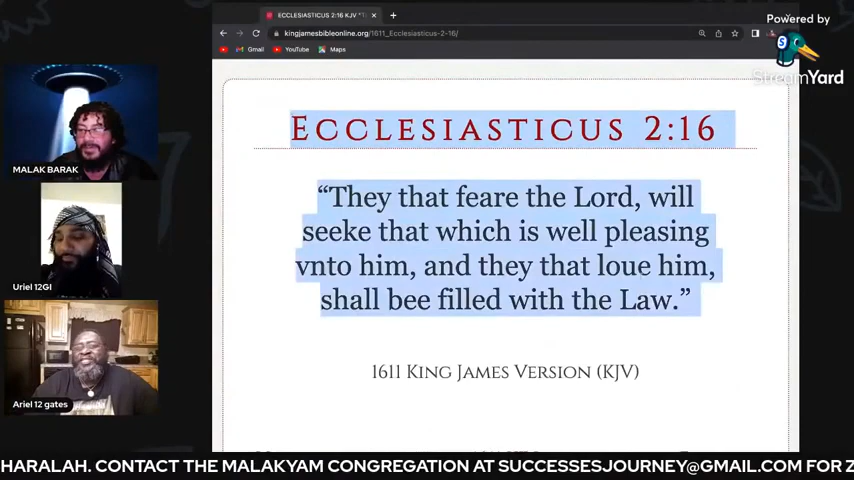 ECCLESIASTICUS 2:16 KJV "T
Gmail
YouTube
Maps
kingjamesbibleonline.org/1611_Ecclesiasticus-2-16/
Powered by
StreamYard
ECCLESIASTICUS 2:16
“They that feare the Lord, will
seeke that which is well pleasing
vnto him, and they that loue him,
shall bee filled with the Law.”
1611 King James Version (KJV)
MALAK BARAK
Uriel 12GI
Ariel 12 gates
HARALAH. CONTACT THE MALAKYAM CONGREGATION AT SUCCESSESJOURNEY@GMAIL.COM FOR Z